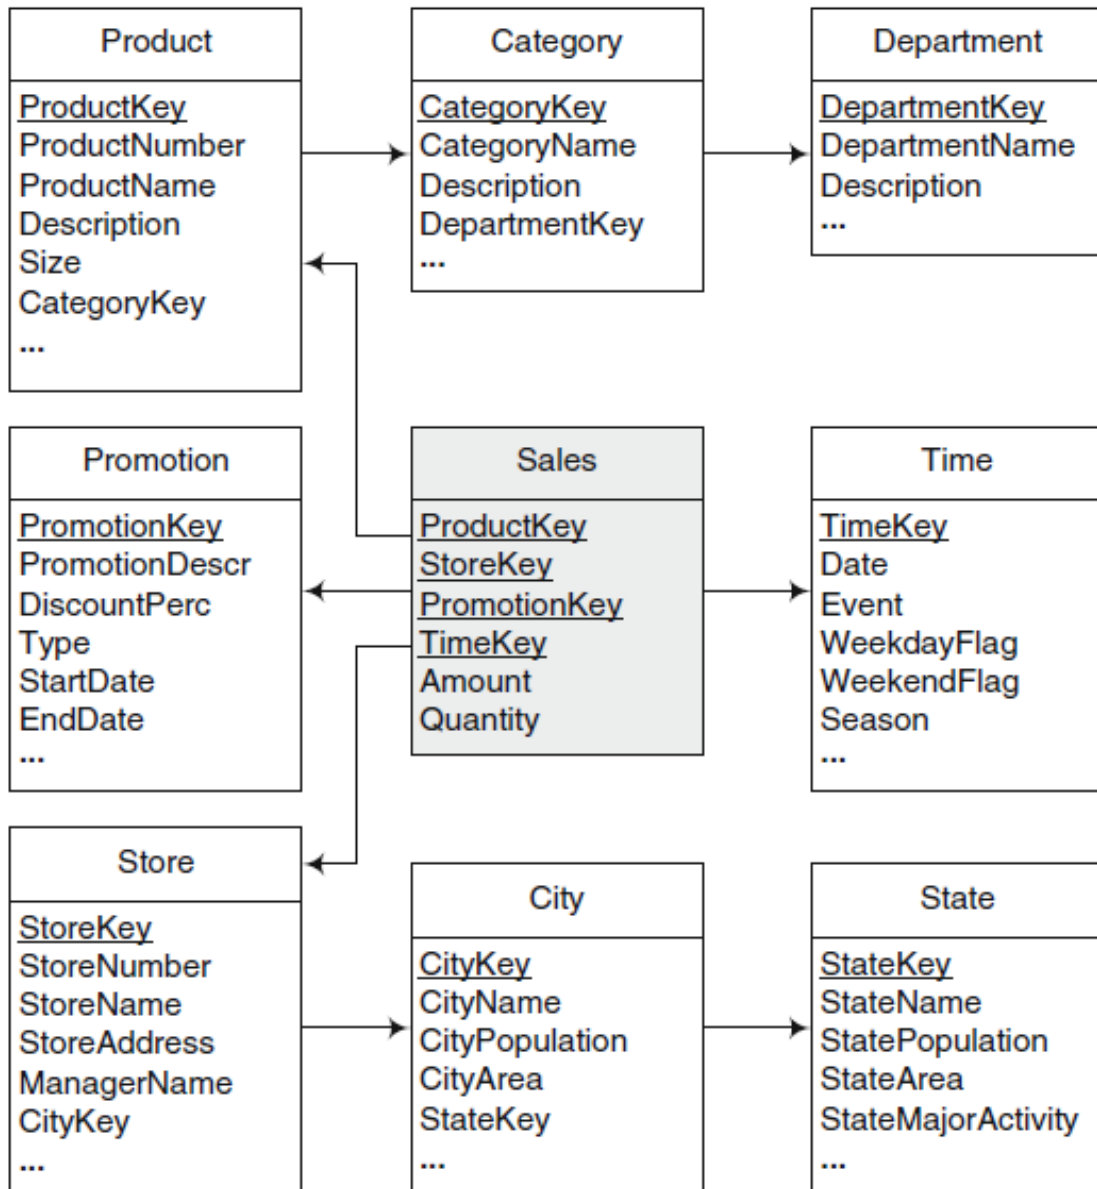 Product
ProductKey
ProductNumber
ProductName
Description
Size
CategoryKey
...
Category
CategoryKey
CategoryName
Description
DepartmentKey
...
Department
DepartmentKey
DepartmentName
Description
...
Promotion
PromotionKey
PromotionDescr
DiscountPerc
Type
StartDate
EndDate
...
Sales
ProductKey
StoreKey
PromotionKey
TimeKey
Amount
Quantity
Time
TimeKey
Date
Event
WeekdayFlag
WeekendFlag
Season
...
Store
StoreKey
StoreNumber
StoreName
StoreAddress
ManagerName
CityKey
...
City
CityKey
CityName
CityPopulation
CityArea
StateKey
...
State
StateKey
StateName
StatePopulation
StateArea
StateMajorActivity
...